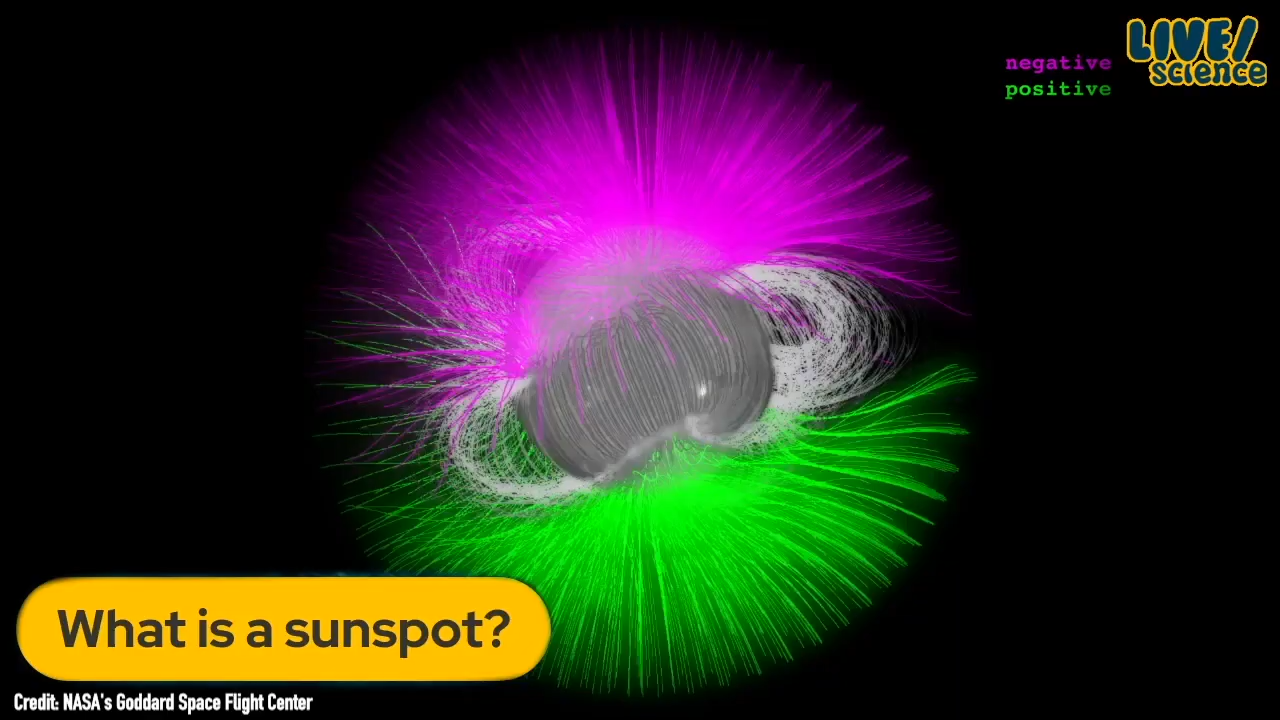 negative
positive
LIVE/
science
What is a sunspot?
Credit: NASA's Goddard Space Flight Center